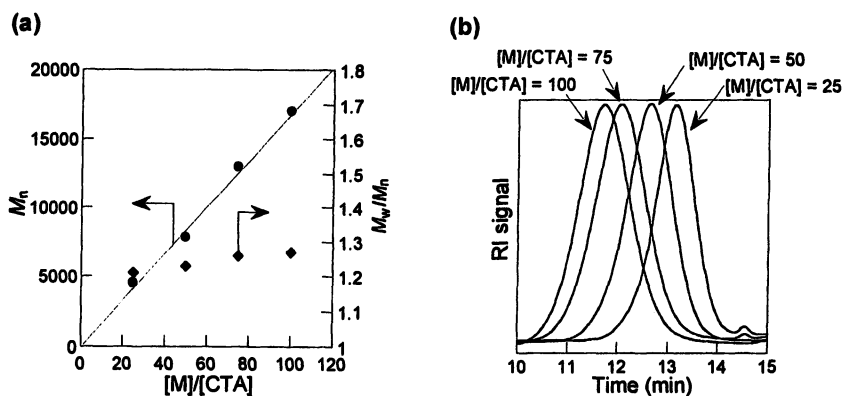 (a)
20000
15000
10000
5000
0
Mn
1.8
1.7
1.6
1.5
1.4
1.3
1.2
1.1
1
Mw/Mn
0 20 40 60 80 100 120
[M]/[CTA]
(b)
[M]/[CTA] = 75
[M]/[CTA] = 50
[M]/[CTA] = 100
[M]/[CTA] = 25
RI signal
10 11 12 13 14 15
Time (min)